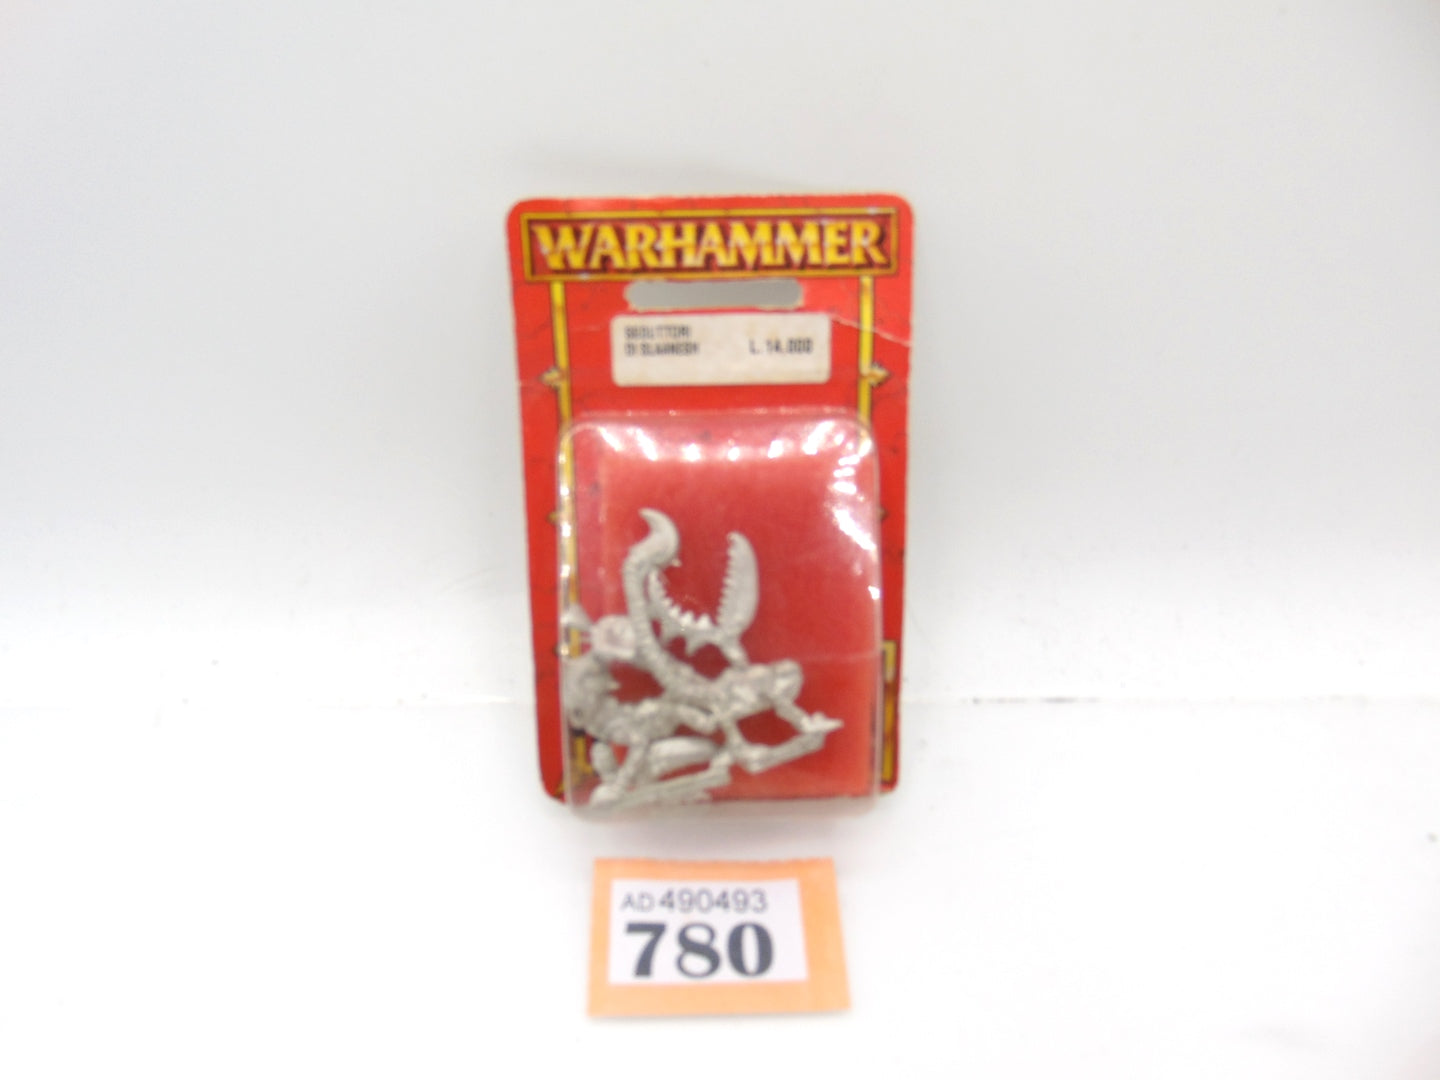 WARHAMMER
SEDUTTORI
DI SLAANESH
L. 14.000
AD 490493
780